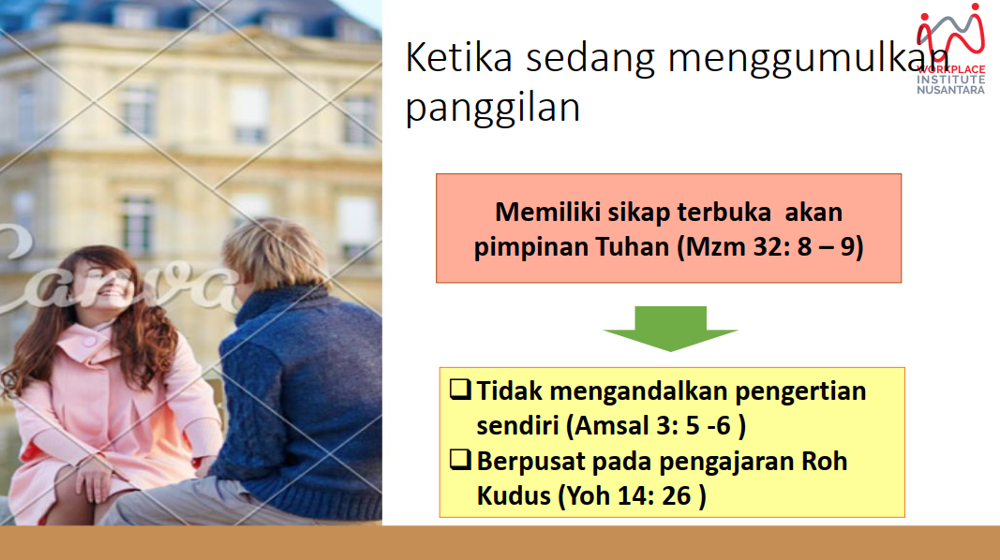 Ketika sedang menggumulkan
panggilan
WORKPLACE
INSTITUTE
NUSANTARA
Memiliki sikap terbuka akan
pimpinan Tuhan (Mzm 32: 8 – 9)
❑ Tidak mengandalkan pengertian
sendiri (Amsal 3: 5 -6 )
❑ Berpusat pada pengajaran Roh
Kudus (Yoh 14: 26 )
Canva